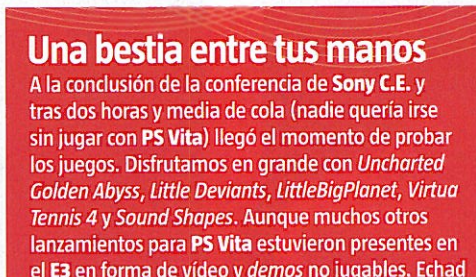 Una bestia entre tus manos
A la conclusión de la conferencia de Sony C.E. y
tras dos horas y media de cola (nadie quería irse
sin jugar con PS Vita) llegó el momento de probar
los juegos. Disfrutamos en grande con Uncharted
Golden Abyss, Little Deviants, LittleBigPlanet, Virtua
Tennis 4 y Sound Shapes. Aunque muchos otros
lanzamientos para PS Vita estuvieron presentes en
el E3 en forma de vídeo y demos no jugables. Echad